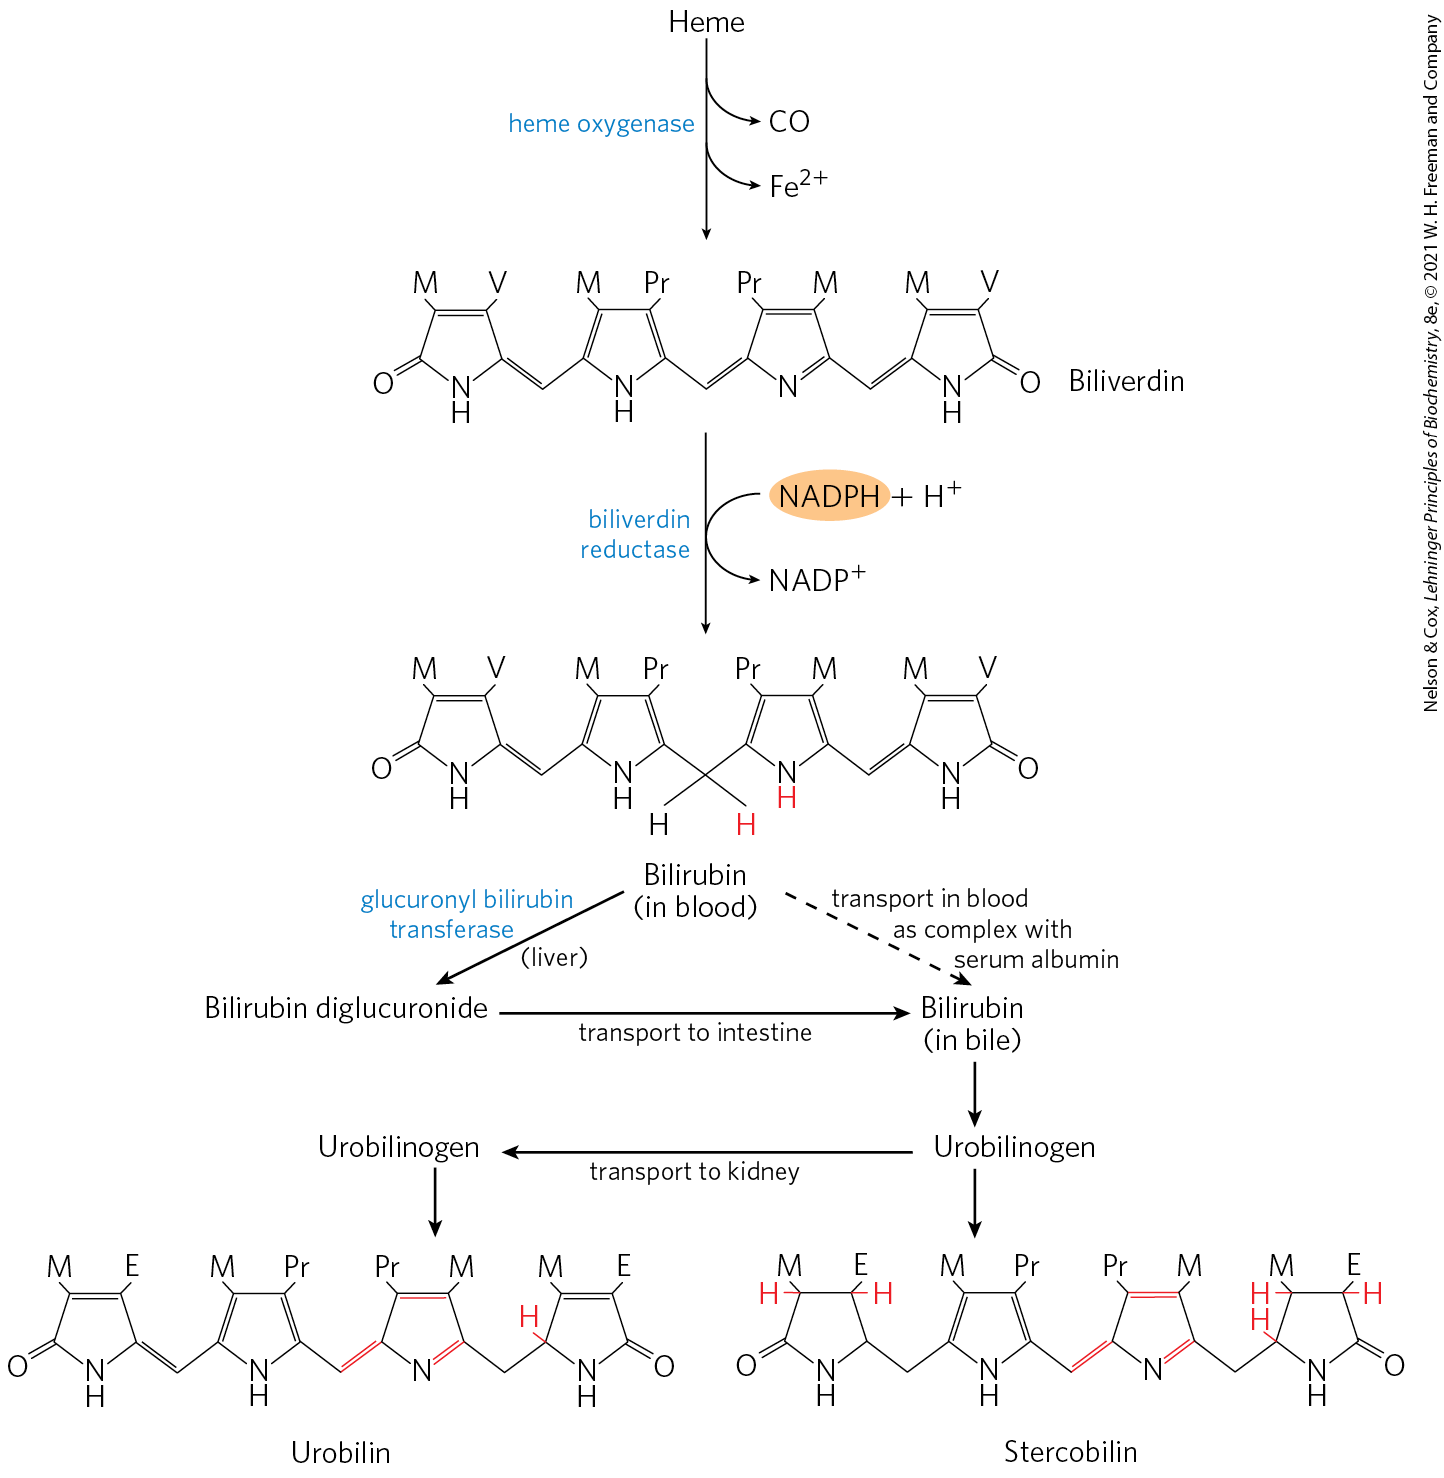 Heme
heme oxygenase
CO
Fe2+
M V M Pr Pr M M V
O N H N H N N H O
Biliverdin
NADPH + H+
biliverdin
reductase
NADP+
M V M Pr Pr M M V
O N H N H N H N H O
H H
Bilirubin
(in blood)
glucuronyl bilirubin
transferase
(liver)
transport in blood
as complex with
serum albumin
Bilirubin diglucuronide
transport to intestine
Bilirubin
(in bile)
Urobilinogen
transport to kidney
Urobilinogen
M E M Pr Pr M M E
H
O N H N H N N H O
Urobilin
M E M Pr Pr M M E
H H H H
H
O N H N H N N H O
Stercobilin
Nelson & Cox, Lehninger Principles of Biochemistry, 8e, © 2021 W. H. Freeman and Company